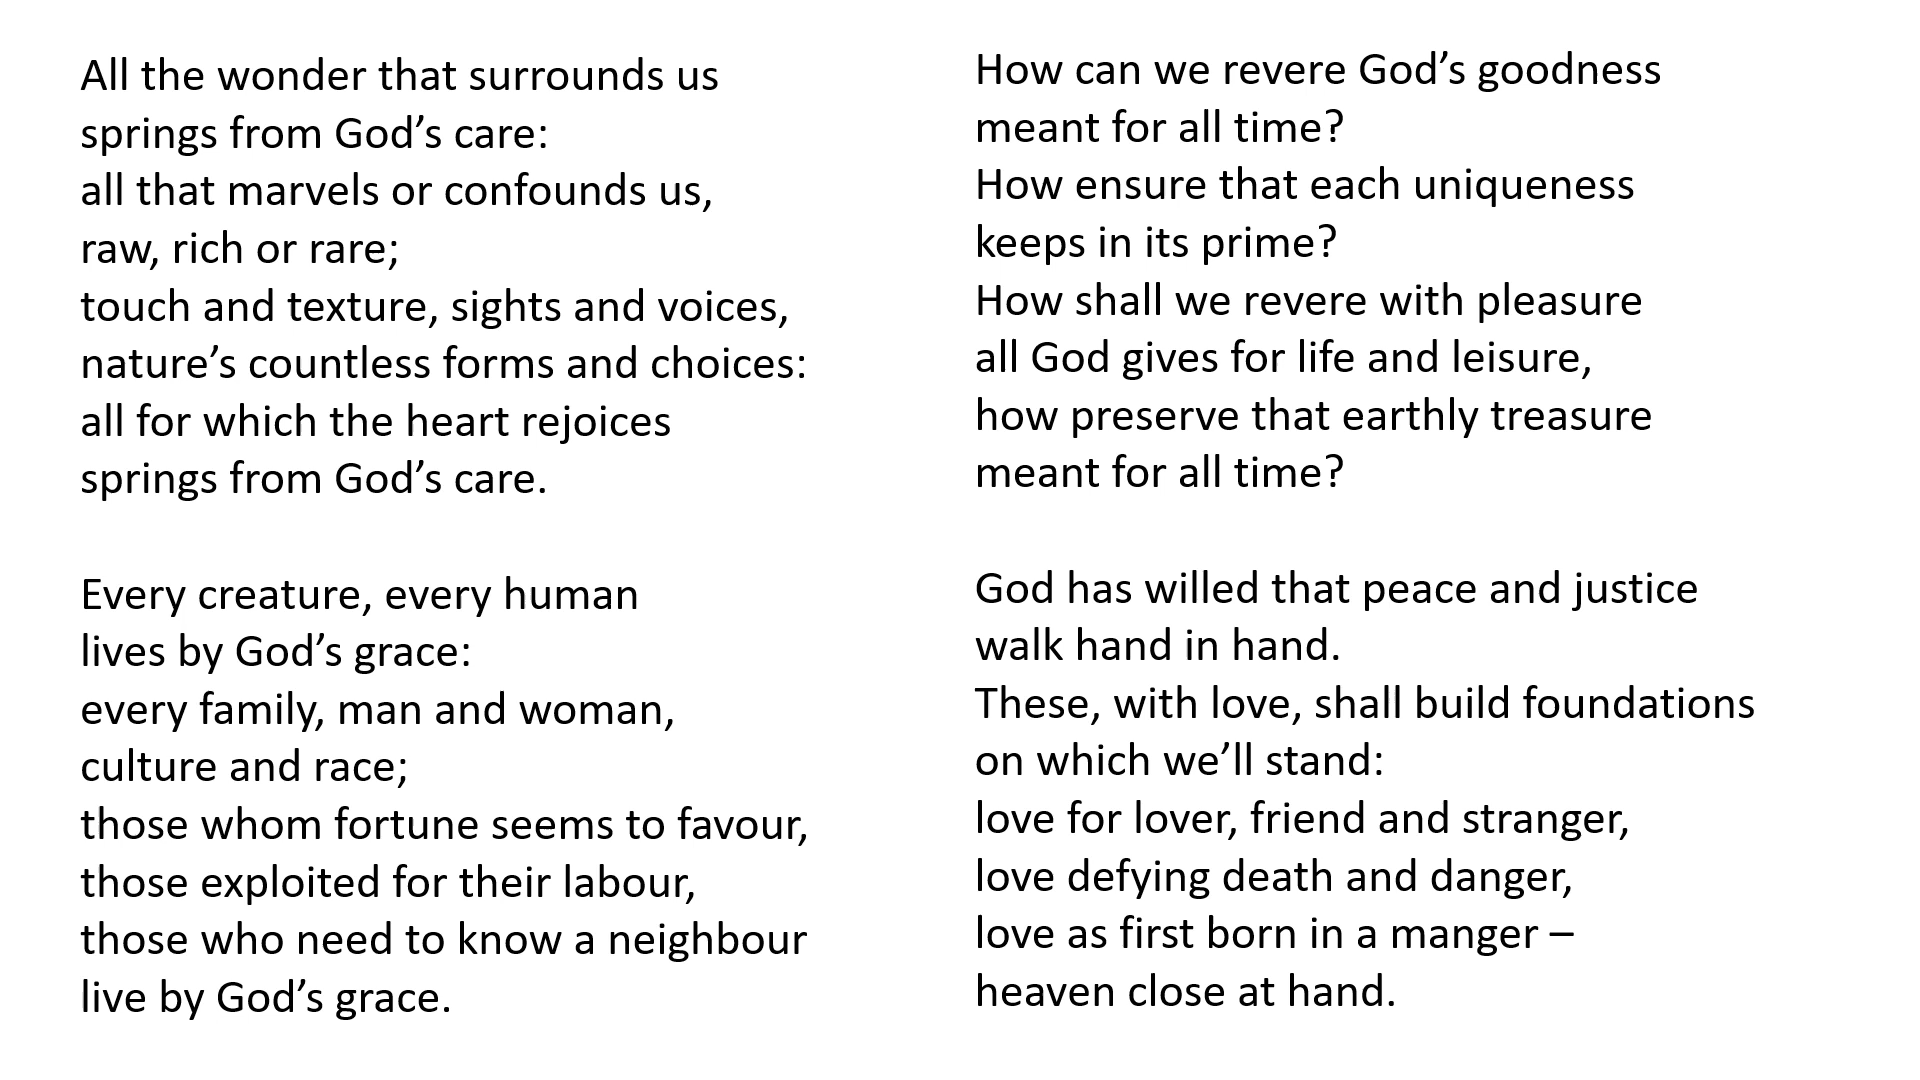 All the wonder that surrounds us
springs from God’s care:
all that marvels or confounds us,
raw, rich or rare;
touch and texture, sights and voices,
nature’s countless forms and choices:
all for which the heart rejoices
springs from God’s care.

Every creature, every human
lives by God’s grace:
every family, man and woman,
culture and race;
those whom fortune seems to favour,
those exploited for their labour,
those who need to know a neighbour
live by God’s grace.

How can we revere God’s goodness
meant for all time?
How ensure that each uniqueness
keeps in its prime?
How shall we revere with pleasure
all God gives for life and leisure,
how preserve that earthly treasure
meant for all time?

God has willed that peace and justice
walk hand in hand.
These, with love, shall build foundations
on which we’ll stand:
love for lover, friend and stranger,
love defying death and danger,
love as first born in a manger –
heaven close at hand.